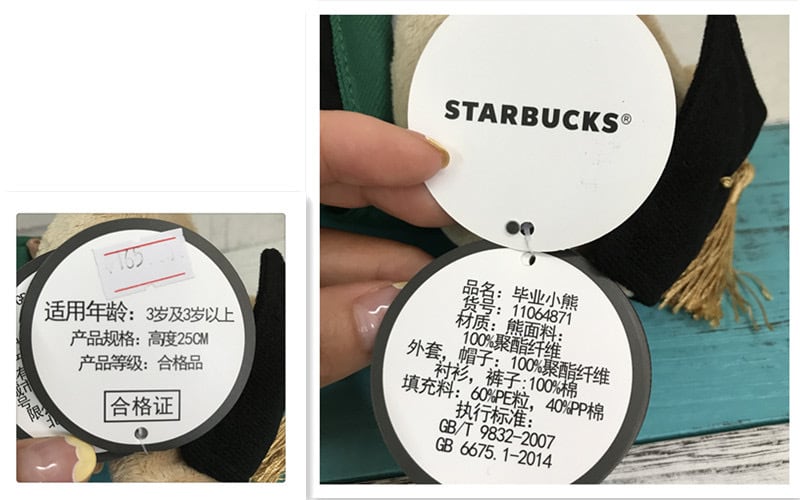 165
适用年龄：3岁及3岁以上
产品规格：高度25CM
产品等级：合格品
合格证
STARBUCKS®
品名：毕业小熊
货号：11064871
材质：熊面料：
100%聚酯纤维
外套，帽子：100%聚酯纤维
衬衫，裤子：100%棉
填充料：60%PE粒，40%PP棉
执行标准：
GB/T 9832-2007
GB 6675.1-2014